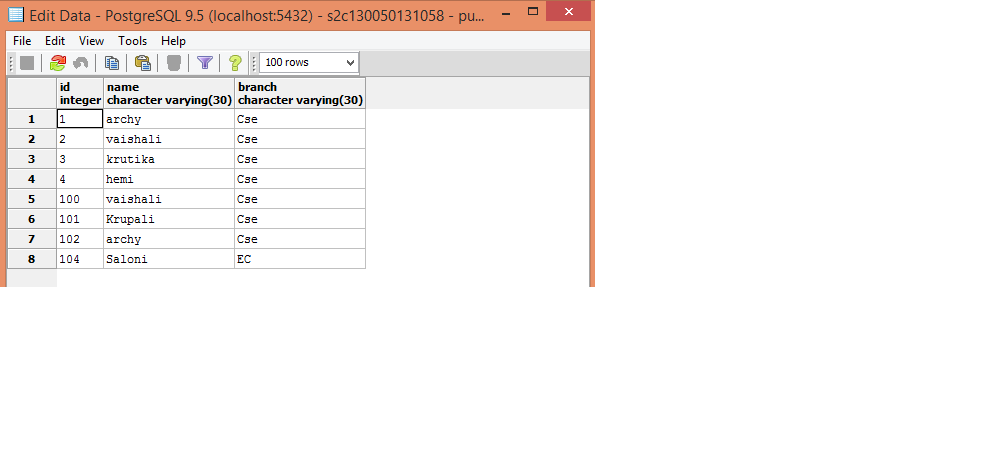 Edit Data - PostgreSQL 9.5 (localhost:5432) - s2c130050131058 - pu...
File Edit View Tools Help
100 rows
id name branch
integer character varying(30) character varying(30)
1 1 archy Cse
2 2 vaishali Cse
3 3 krutika Cse
4 4 hemi Cse
5 100 vaishali Cse
6 101 Krupali Cse
7 102 archy Cse
8 104 Saloni EC